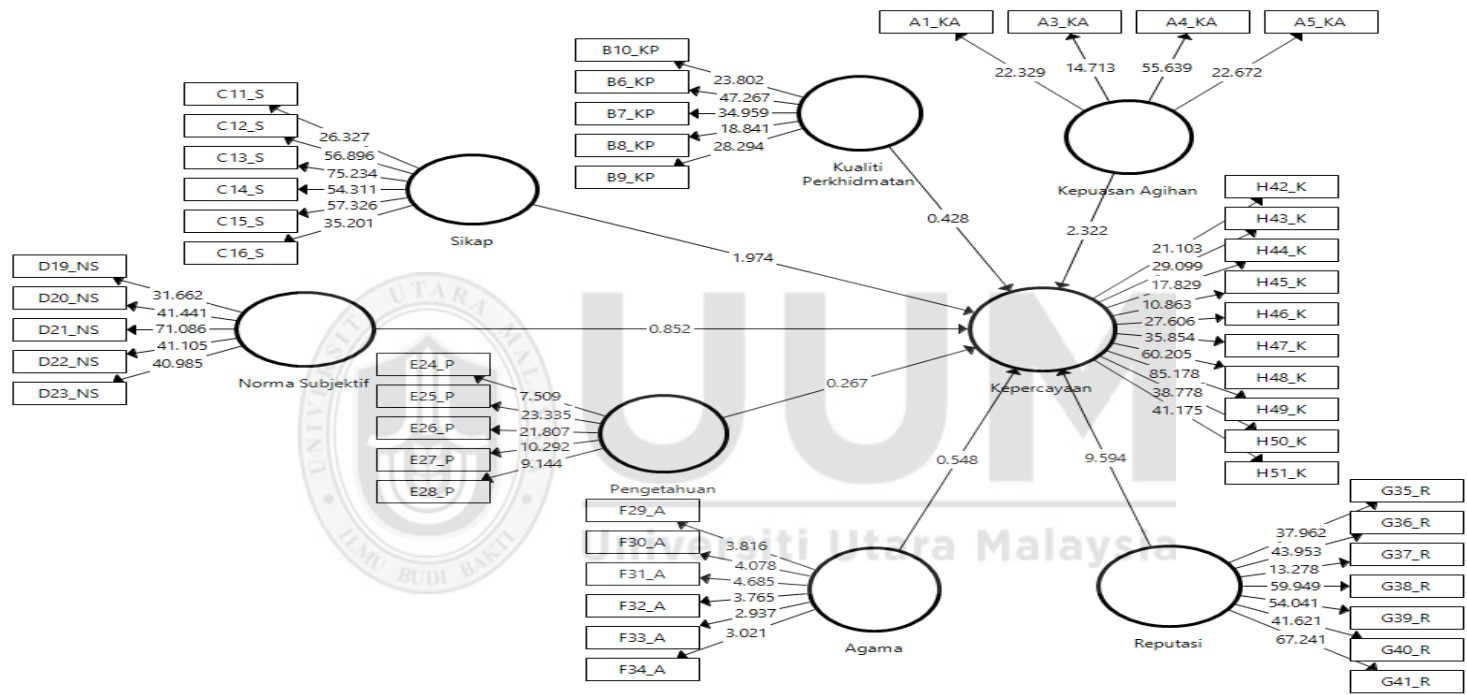 A1_KA
A3_KA
A4_KA
A5_KA
22.329
14.713
55.639
22.672
Kepuasan Agihan
2.322
B10_KP
B6_KP
B7_KP
B8_KP
B9_KP
23.802
47.267
34.959
18.841
28.294
Kualiti
Perkhidmatan
0.428
C11_S
C12_S
C13_S
C14_S
C15_S
C16_S
26.327
56.896
75.234
54.311
57.326
35.201
Sikap
1.974
D19_NS
D20_NS
D21_NS
D22_NS
D23_NS
31.662
41.441
71.086
41.105
40.985
Norma Subjektif
0.852
E24_P
E25_P
E26_P
E27_P
E28_P
7.509
23.335
21.807
10.292
9.144
Pengetahuan
0.267
F29_A
F30_A
F31_A
F32_A
F33_A
F34_A
3.816
4.078
4.685
3.765
2.937
3.021
Agama
0.548
Kepercayaan
H42_K
H43_K
H44_K
H45_K
H46_K
H47_K
H48_K
H49_K
H50_K
H51_K
21.103
29.099
17.829
10.863
27.606
35.854
60.205
85.178
38.778
41.175
G35_R
G36_R
G37_R
G38_R
G39_R
G40_R
G41_R
37.962
43.953
13.278
59.949
54.041
41.621
67.241
Reputasi
9.594
UUM
Universiti Utara Malaysia
UNIVERSITI UTARA MALAYSIA
ILMU BUDI BAKTI